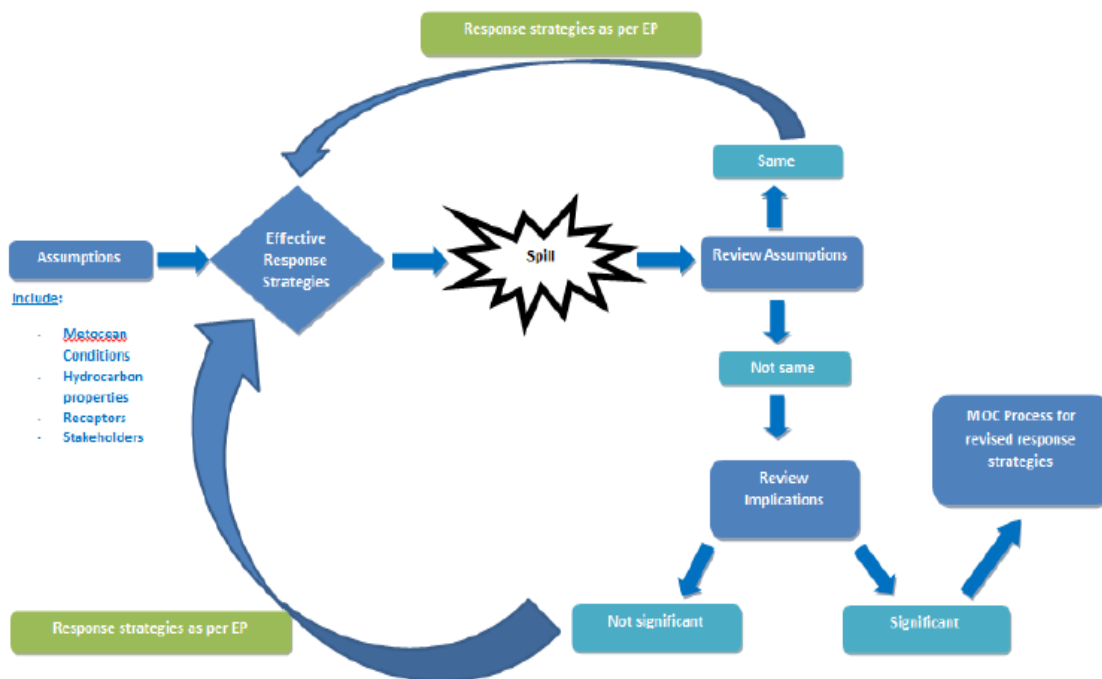 Response strategies as per EP
Same
Assumptions
Effective
Response
Strategies
Spill
Review Assumptions
Include:
- Metocean
Conditions
- Hydrocarbon
properties
- Receptors
- Stakeholders
Not same
MOC Process for
revised response
strategies
Review
Implications
Response strategies as per EP
Not significant
Significant